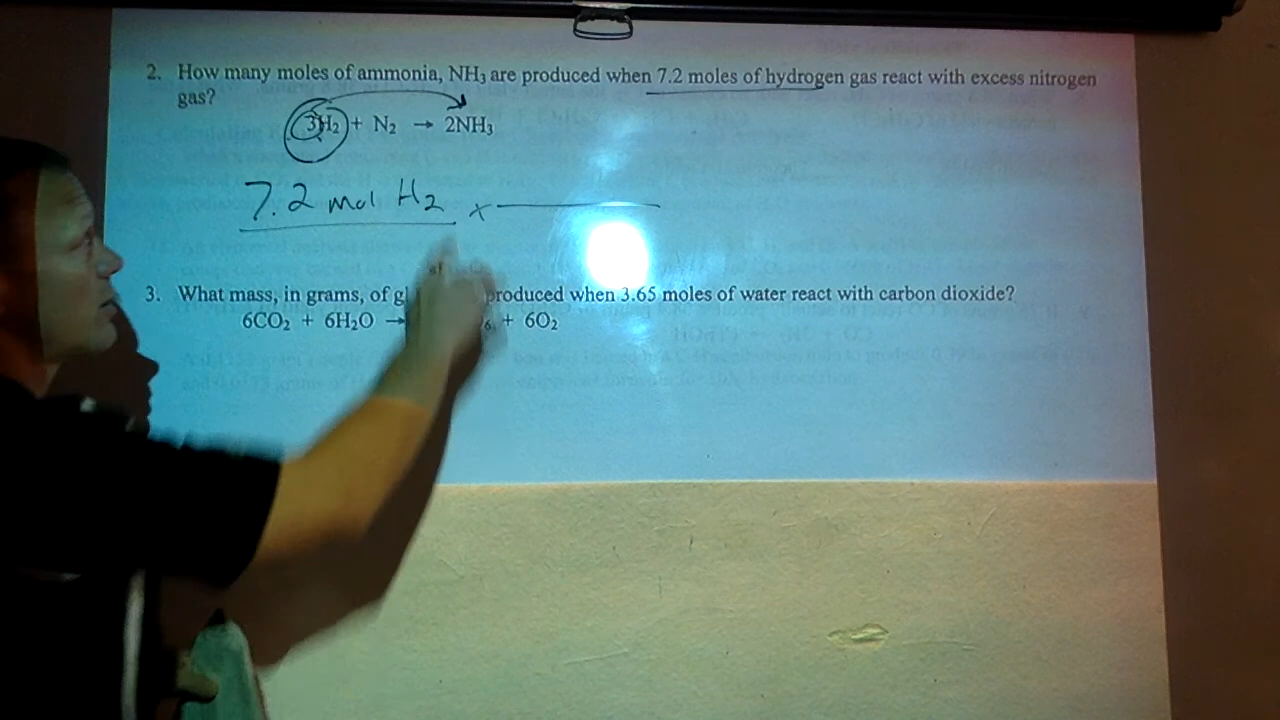 2. How many moles of ammonia, NH₃ are produced when 7.2 moles of hydrogen gas react with excess nitrogen
gas?
3H₂ + N₂ → 2NH₃
7.2 mol H₂ ×
3. What mass, in grams, of produced when 3.65 moles of water react with carbon dioxide?
6CO₂ + 6H₂O → + 6O₂